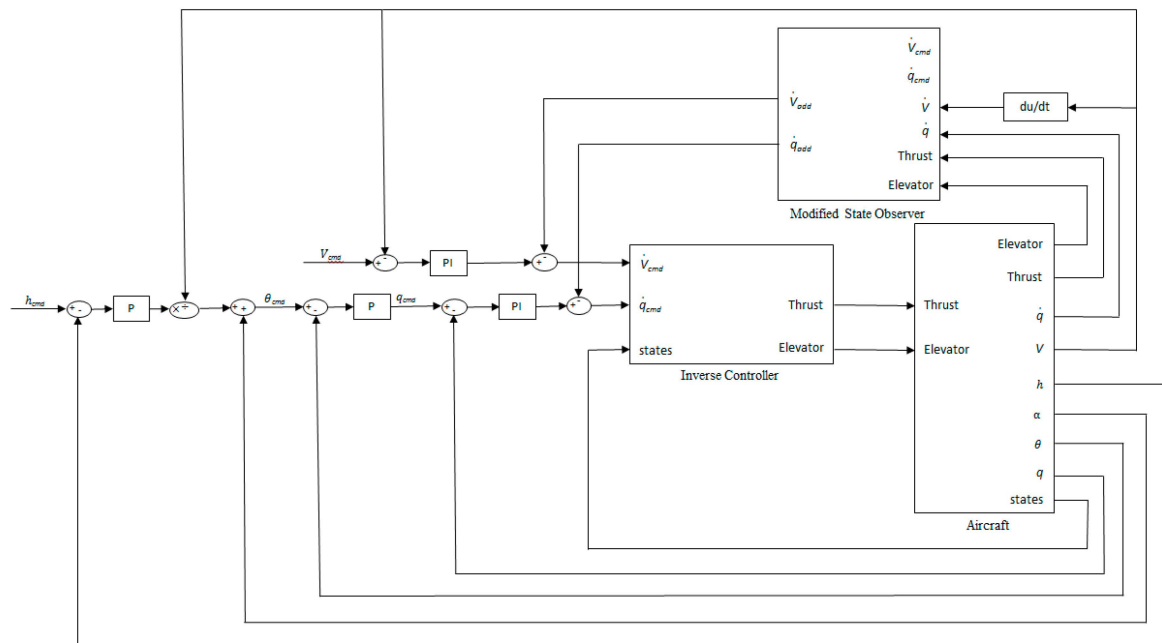 V̇cmd
q̇cmd
V̇add
V̇
du/dt
q̇
q̇add
Thrust
Elevator
Modified State Observer
Vcmd
+ -
PI
+ -
V̇cmd
Elevator
Thrust
hcmd
+ -
P
× ÷
+ +
θcmd
+ -
P
qcmd
+ -
PI
+ -
q̇cmd
Thrust
Thrust
q̇
states
Elevator
Elevator
V
Inverse Controller
h
α
θ
q
states
Aircraft